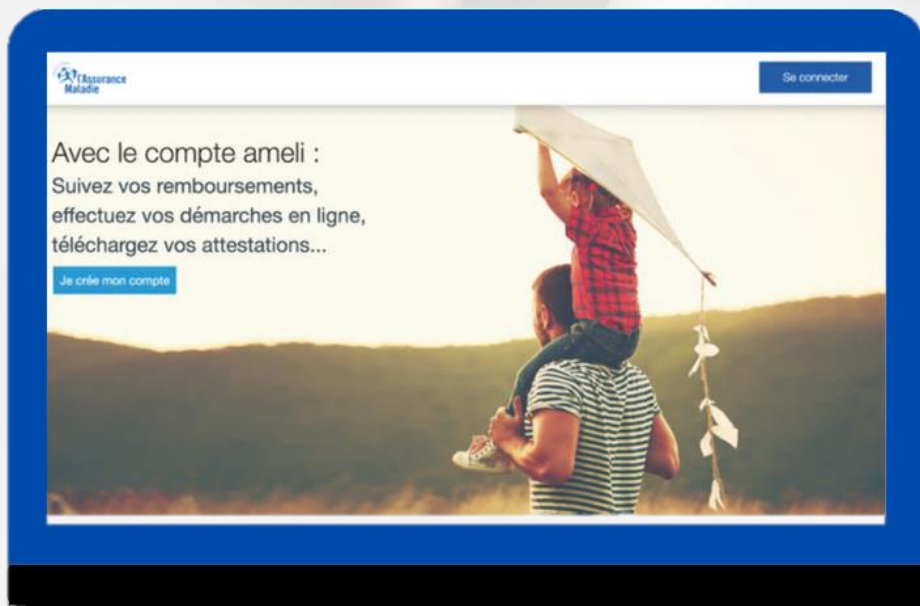 l'Assurance
Maladie
Se connecter
Avec le compte ameli :
Suivez vos remboursements,
effectuez vos démarches en ligne,
téléchargez vos attestations...
Je crée mon compte